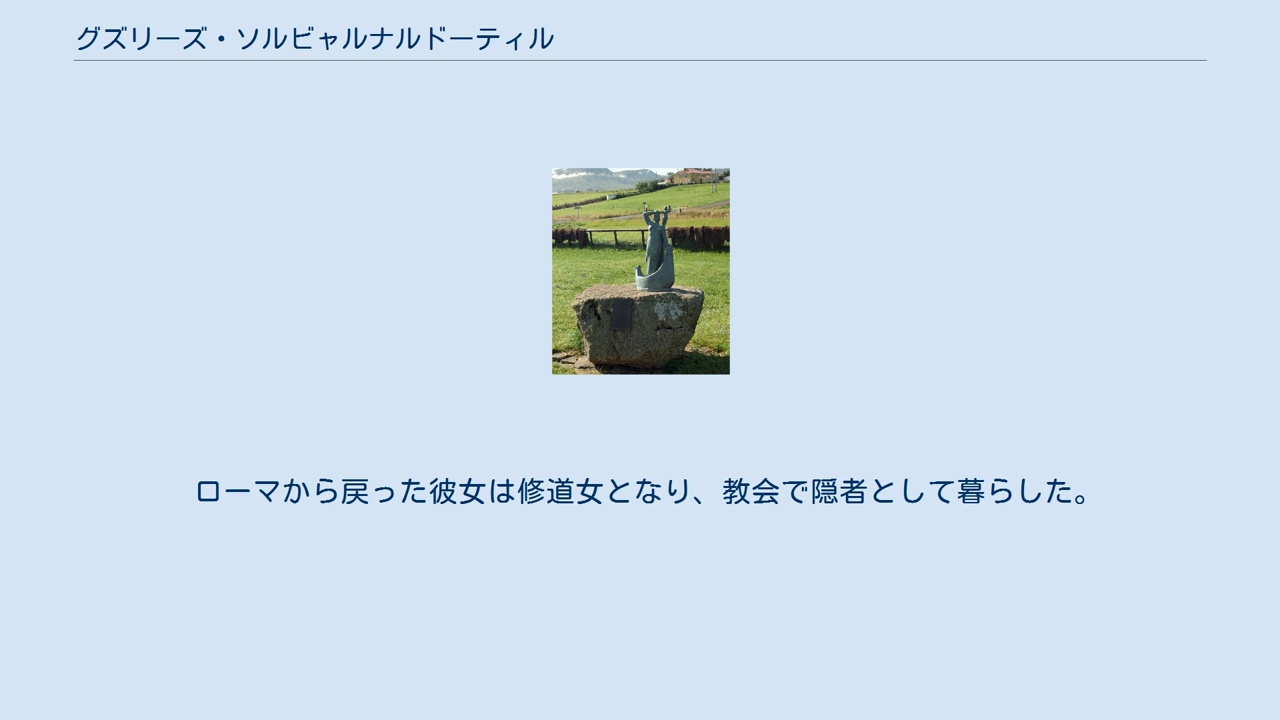 グズリーズ・ソルビャルナルドーティル
ローマから戻った彼女は修道女となり、教会で隠者として暮らした。